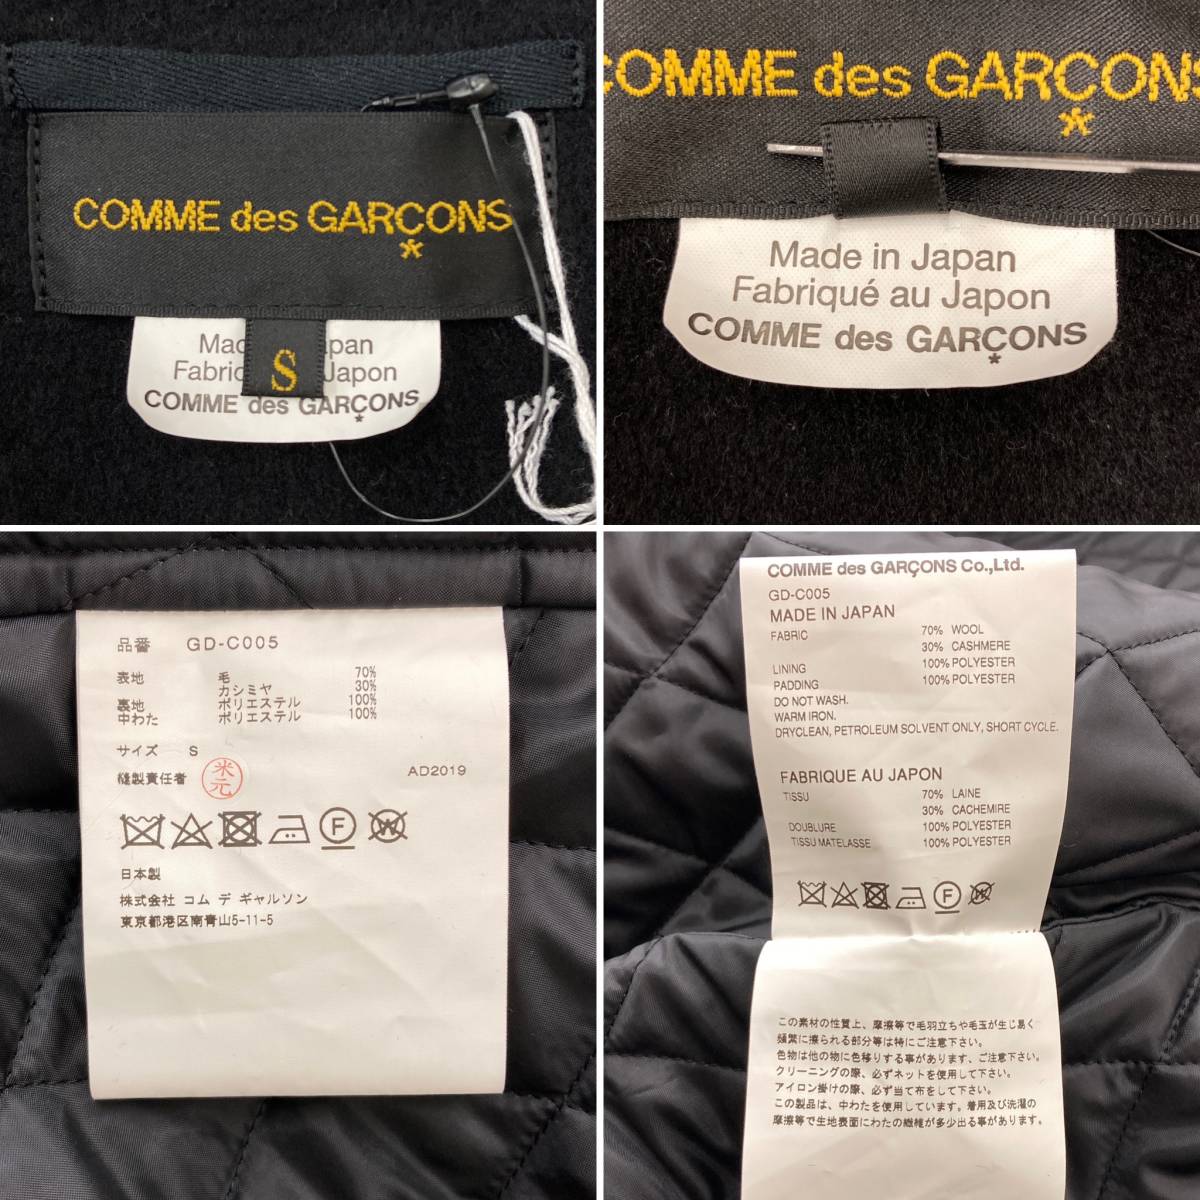 COMME des GARÇONS
Made Japan
Fabriq Japon
S
COMME des GARÇONS
COMME des GARÇONS
Made in Japan
Fabriqué au Japon
COMME des GARÇONS
品番 GD-C005
表地 毛 70%
カシミヤ 30%
裏地 ポリエステル 100%
中わた ポリエステル 100%
サイズ S
縫製責任者 米元
AD2019
F
W
日本製
株式会社 コム デ ギャルソン
東京都港区南青山5-11-5
COMME des GARÇONS Co.,Ltd.
GD-C005
MADE IN JAPAN
FABRIC 70% WOOL
30% CASHMERE
LINING 100% POLYESTER
PADDING 100% POLYESTER
DO NOT WASH.
WARM IRON.
DRYCLEAN, PETROLEUM SOLVENT ONLY, SHORT CYCLE.
FABRIQUE AU JAPON
TISSU 70% LAINE
30% CACHEMIRE
DOUBLURE 100% POLYESTER
TISSU MATELASSE 100% POLYESTER
F
W
この素材の性質上、摩擦等で毛羽立ちや毛玉が生じ易く
頻繁に擦られる部分等は特にご注意下さい。
色物は他の物に色移りする事があります、ご注意下さい。
クリーニングの際、必ずネットを使用して下さい。
アイロン掛けの際、必ず当て布をして下さい。
この製品は、中わたを使用しています。着用及び洗濯の
摩擦等で生地表面にわたの繊維が多少出る事が有ります。